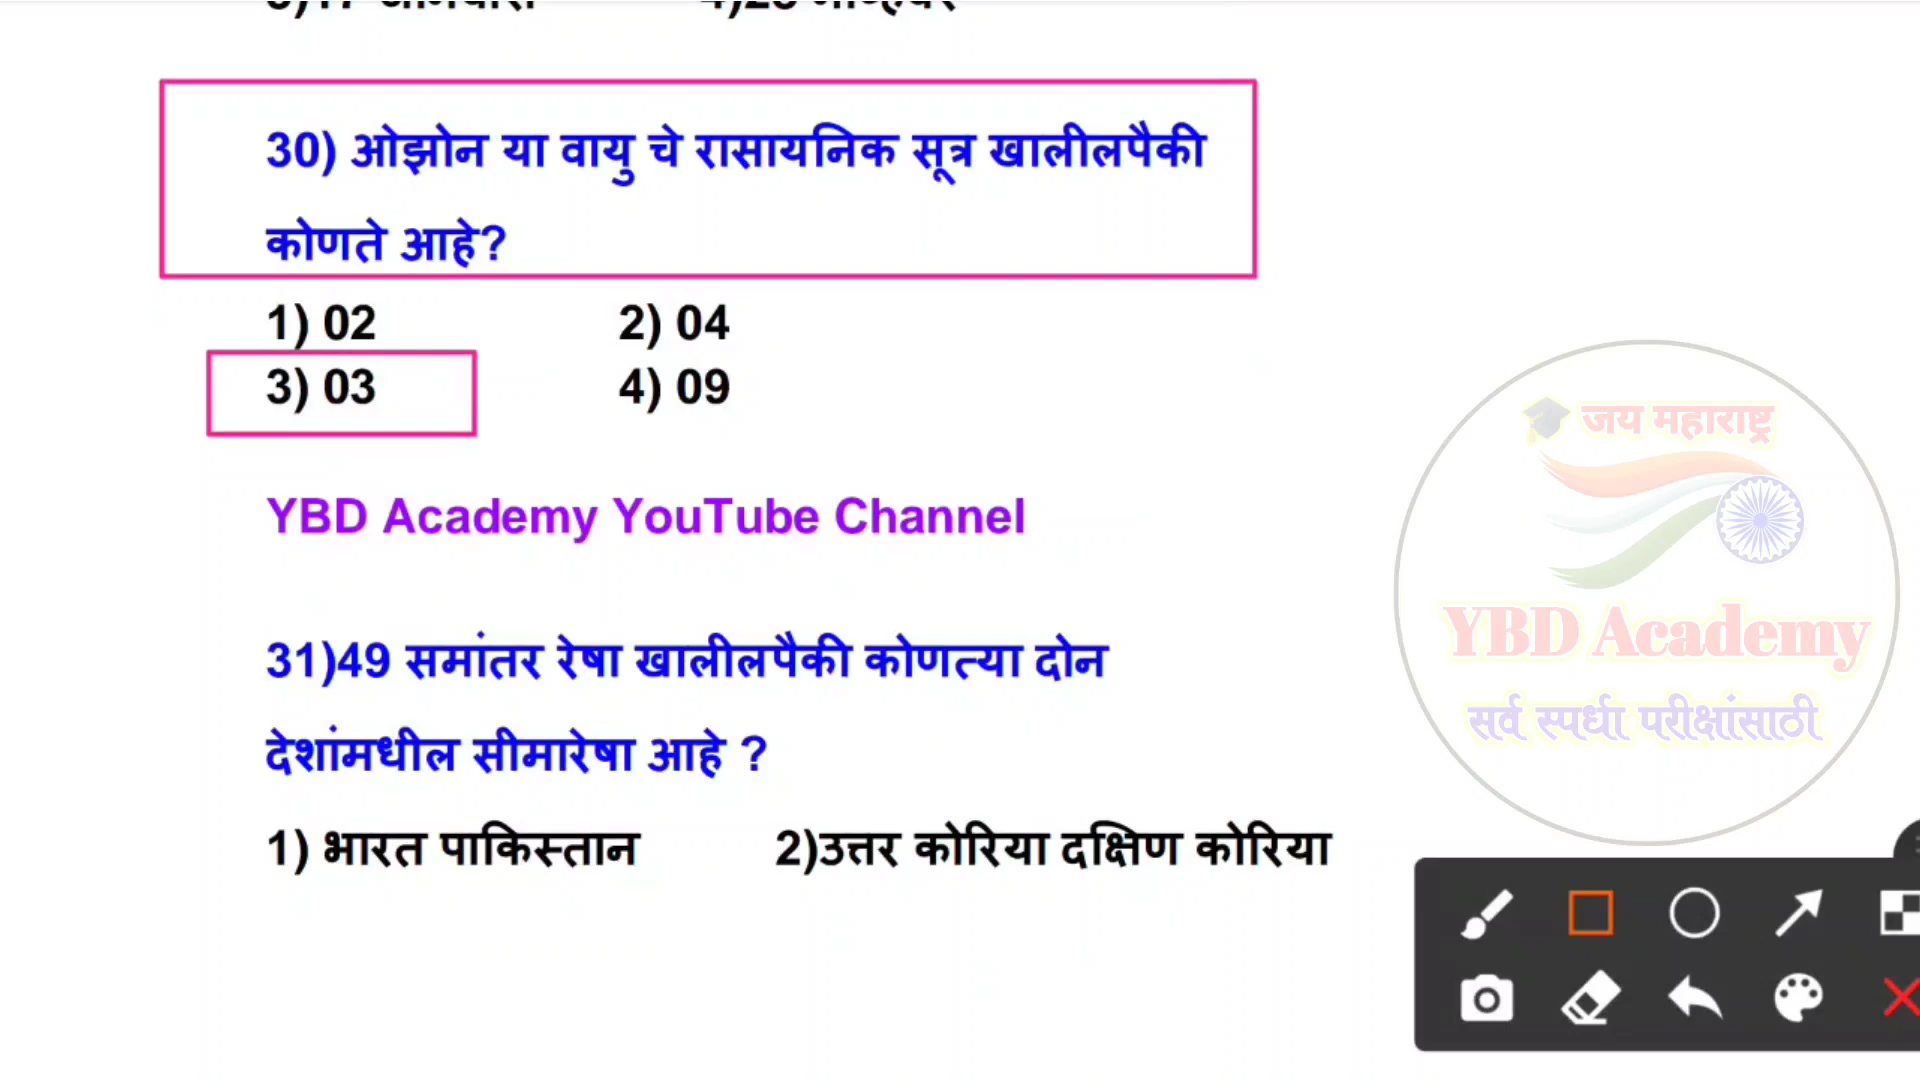 30) ओझोन या वायु चे रासायनिक सूत्र खालीलपैकी
कोणते आहे?
1) 02 2) 04
3) 03 4) 09
YBD Academy YouTube Channel
31)49 समांतर रेषा खालीलपैकी कोणत्या दोन
देशांमधील सीमारेषा आहे ?
1) भारत पाकिस्तान 2)उत्तर कोरिया दक्षिण कोरिया
जय महाराष्ट्र
YBD Academy
सर्व स्पर्धा परीक्षांसाठी